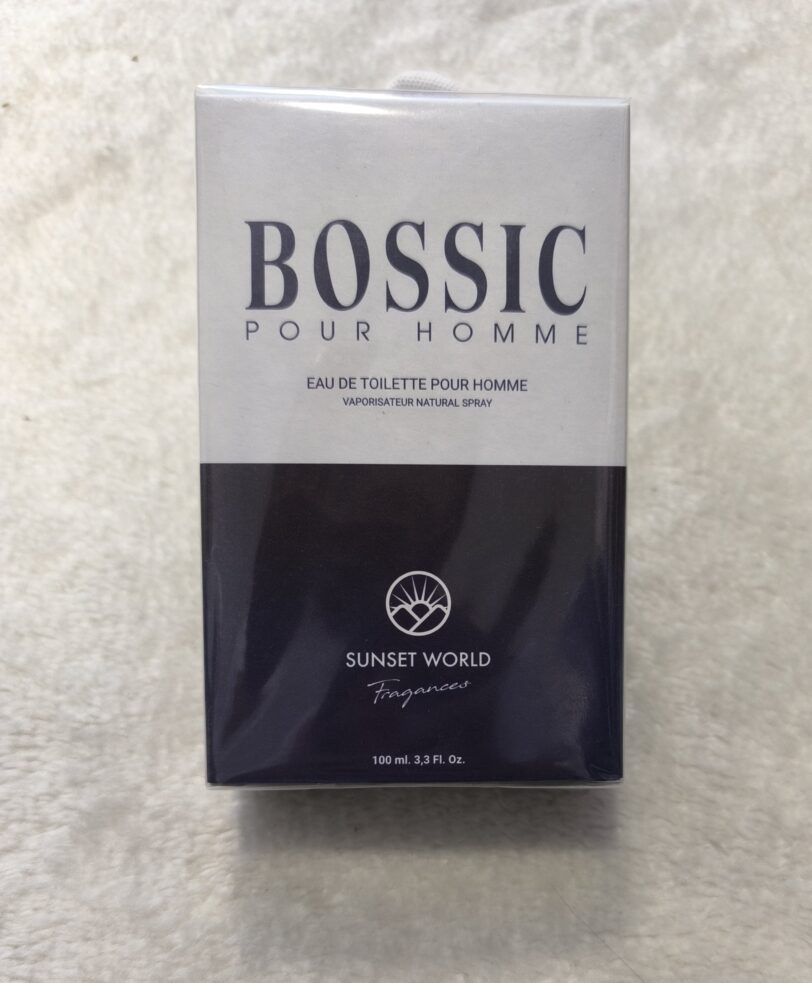 BOSSIC
POUR HOMME
EAU DE TOILETTE POUR HOMME
VAPORISATEUR NATURAL SPRAY
SUNSET WORLD
Fragances
100 ml. 3,3 Fl. Oz.